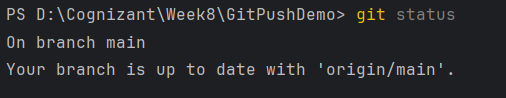 PS D:\Cognizant\Week8\GitPushDemo> git status
On branch main
Your branch is up to date with 'origin/main'.